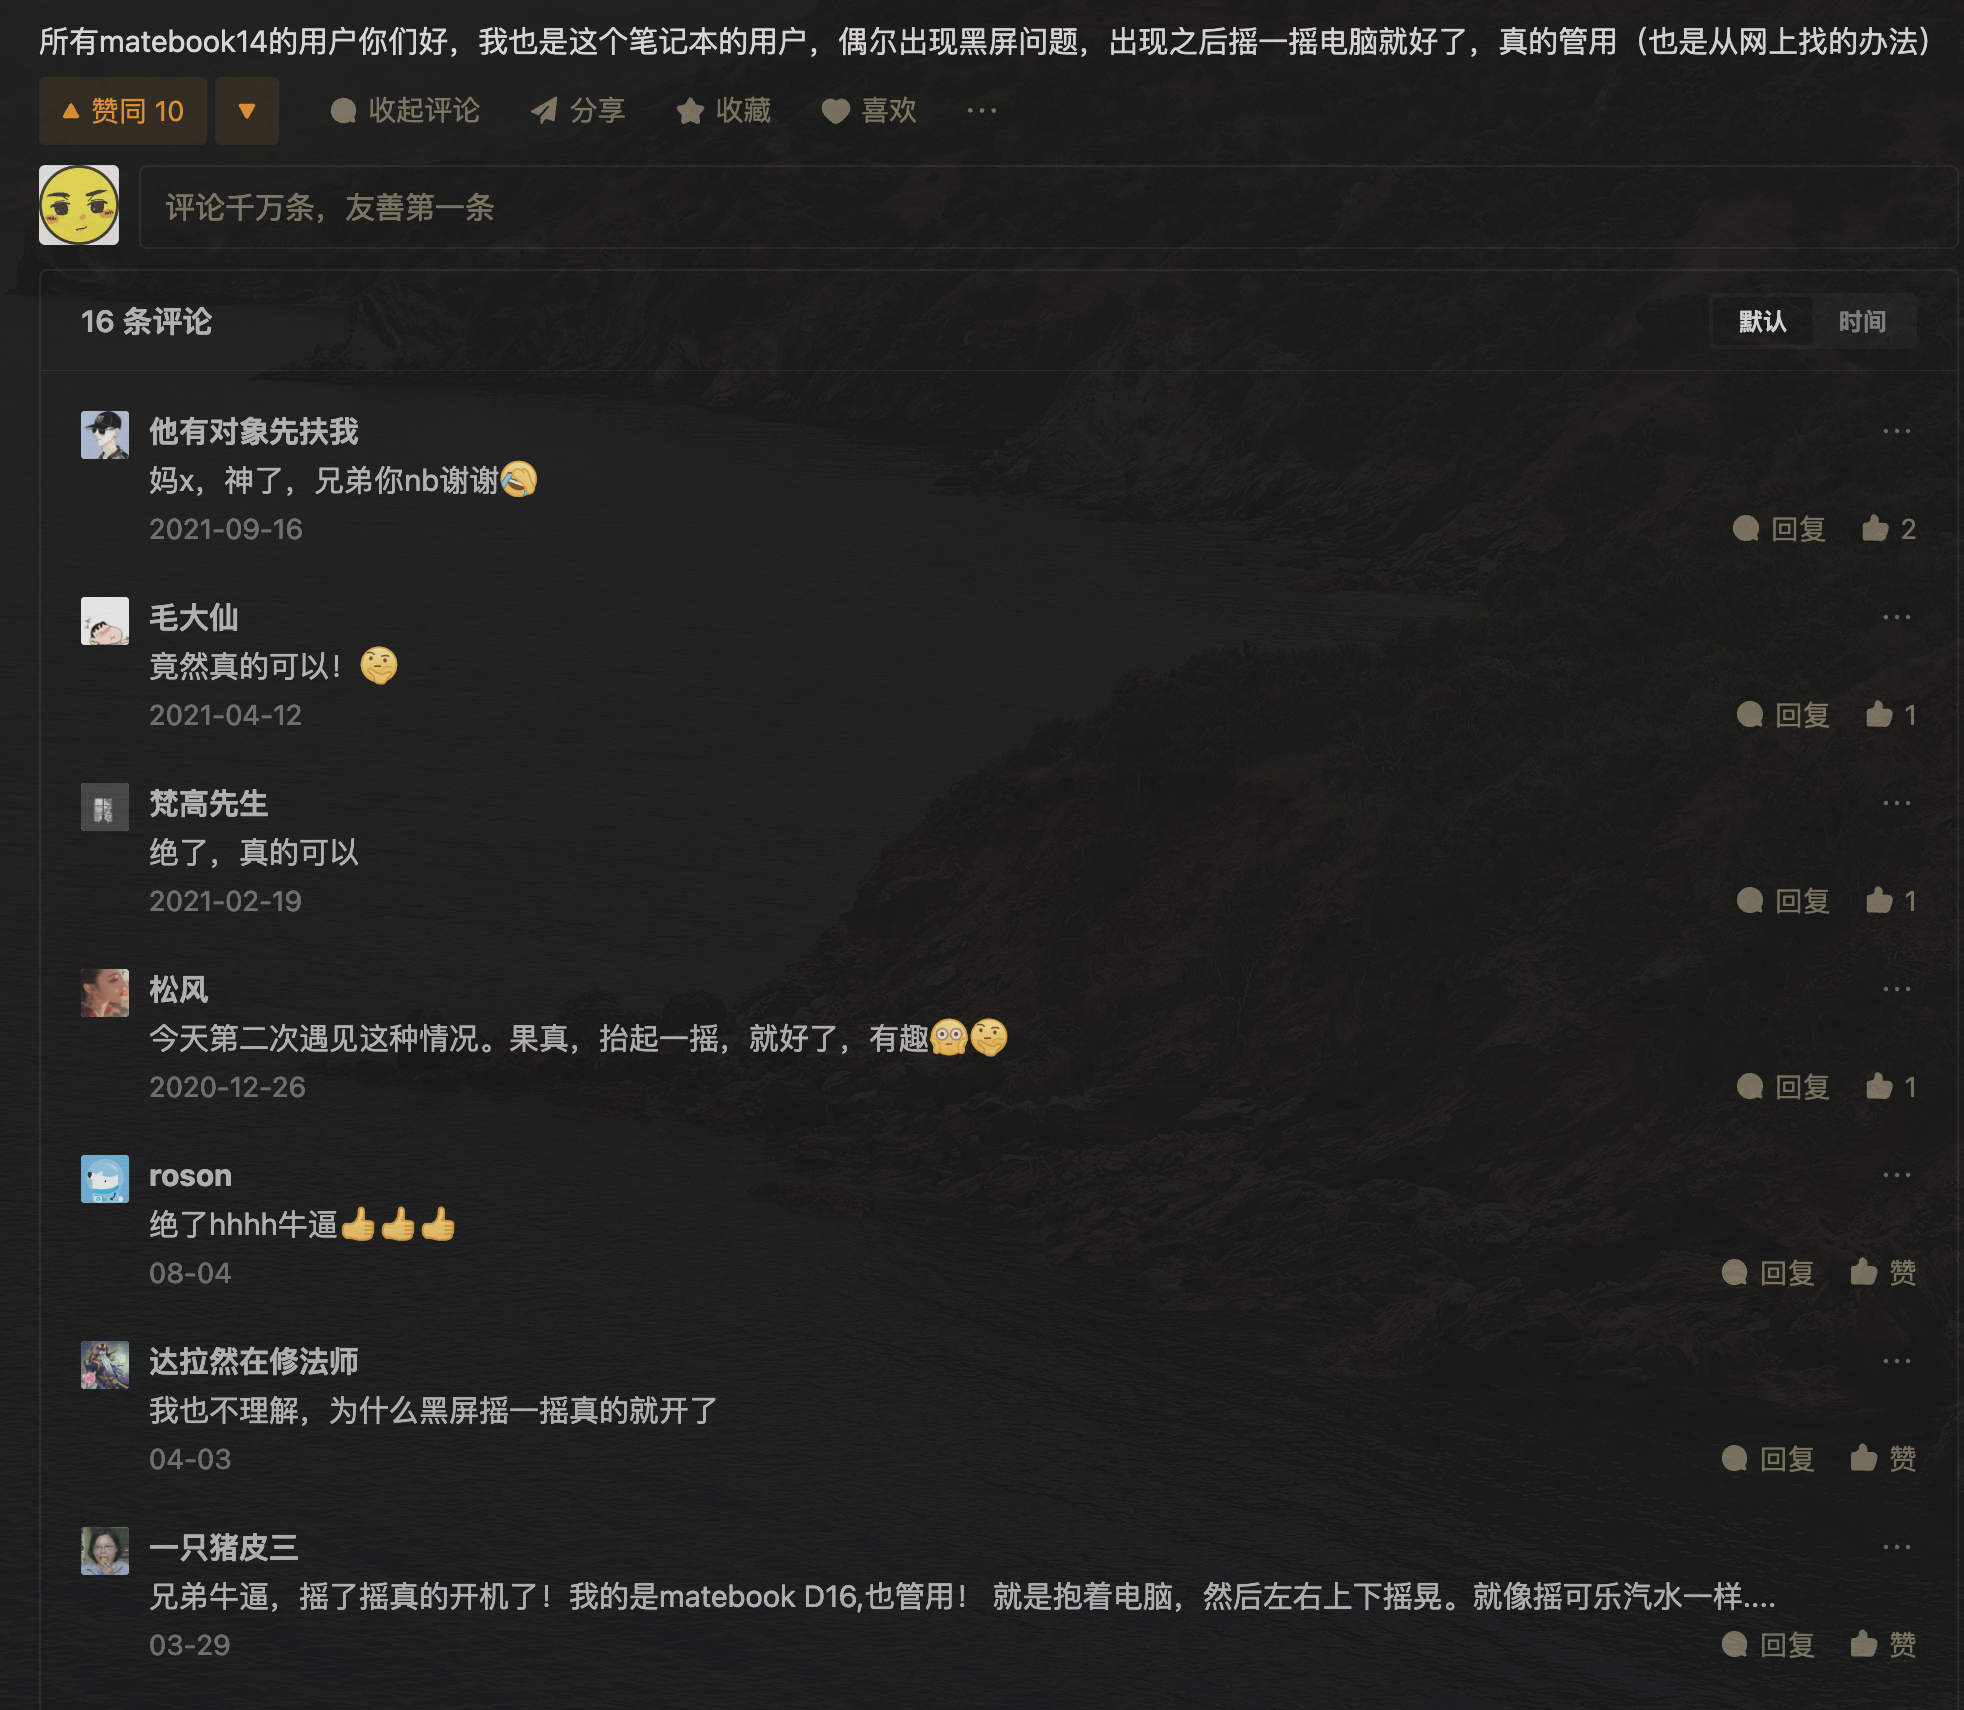 所有matebook14的用户你们好，我也是这个笔记本的用户，偶尔出现黑屏问题，出现之后摇一摇电脑就好了，真的管用（也是从网上找的办法）
赞同 10
收起评论
分享
收藏
喜欢
评论千万条，友善第一条
16 条评论
默认
时间
他有对象先扶我
妈x，神了，兄弟你nb谢谢😂
2021-09-16
回复
2
毛大仙
竟然真的可以！🤔
2021-04-12
回复
1
梵高先生
绝了，真的可以
2021-02-19
回复
1
松风
今天第二次遇见这种情况。果真，抬起一摇，就好了，有趣😱🤔
2020-12-26
回复
1
roson
绝了hhhh牛逼👍👍👍
08-04
回复
赞
达拉然在修法师
我也不理解，为什么黑屏摇一摇真的就开了
04-03
回复
赞
一只猪皮三
兄弟牛逼，摇了摇真的开机了！我的是matebook D16,也管用！ 就是抱着电脑，然后左右上下摇晃。就像摇可乐汽水一样....
03-29
回复
赞